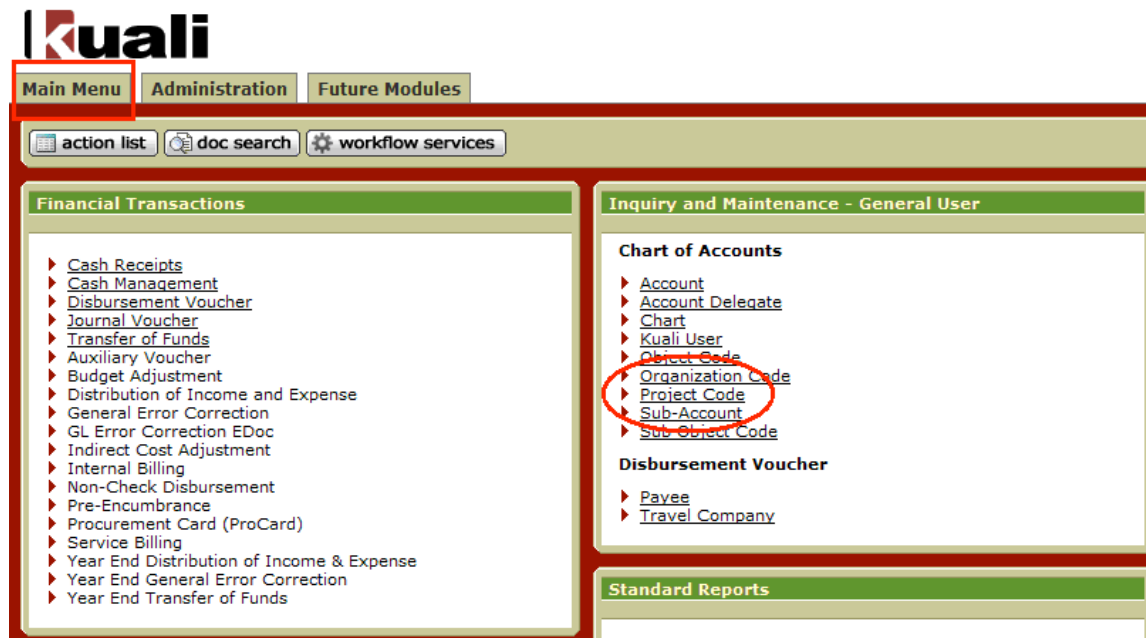 kuali
Main Menu Administration Future Modules
action list doc search workflow services
Financial Transactions
Cash Receipts
Cash Management
Disbursement Voucher
Journal Voucher
Transfer of Funds
Auxiliary Voucher
Budget Adjustment
Distribution of Income and Expense
General Error Correction
GL Error Correction EDoc
Indirect Cost Adjustment
Internal Billing
Non-Check Disbursement
Pre-Encumbrance
Procurement Card (ProCard)
Service Billing
Year End Distribution of Income & Expense
Year End General Error Correction
Year End Transfer of Funds
Inquiry and Maintenance - General User
Chart of Accounts
Account
Account Delegate
Chart
Kuali User
Object Code
Organization Code
Project Code
Sub-Account
Sub Object Code
Disbursement Voucher
Payee
Travel Company
Standard Reports